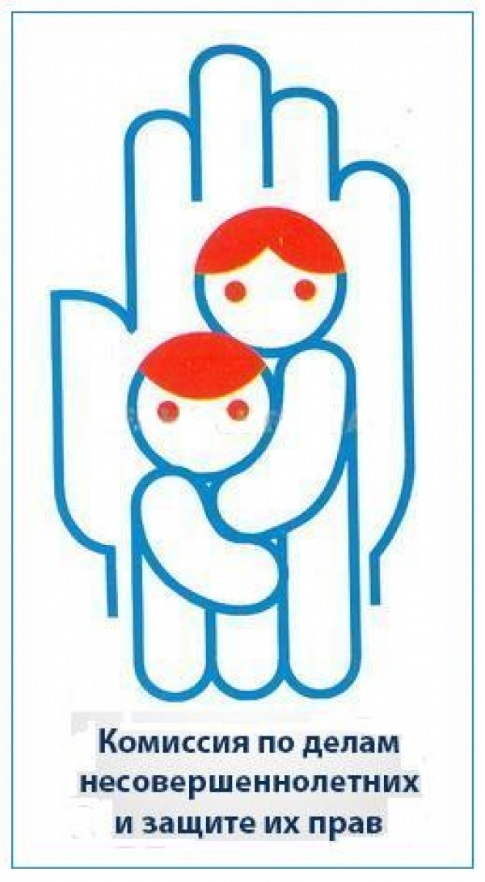 Комиссия по делам
несовершеннолетних
и защите их прав